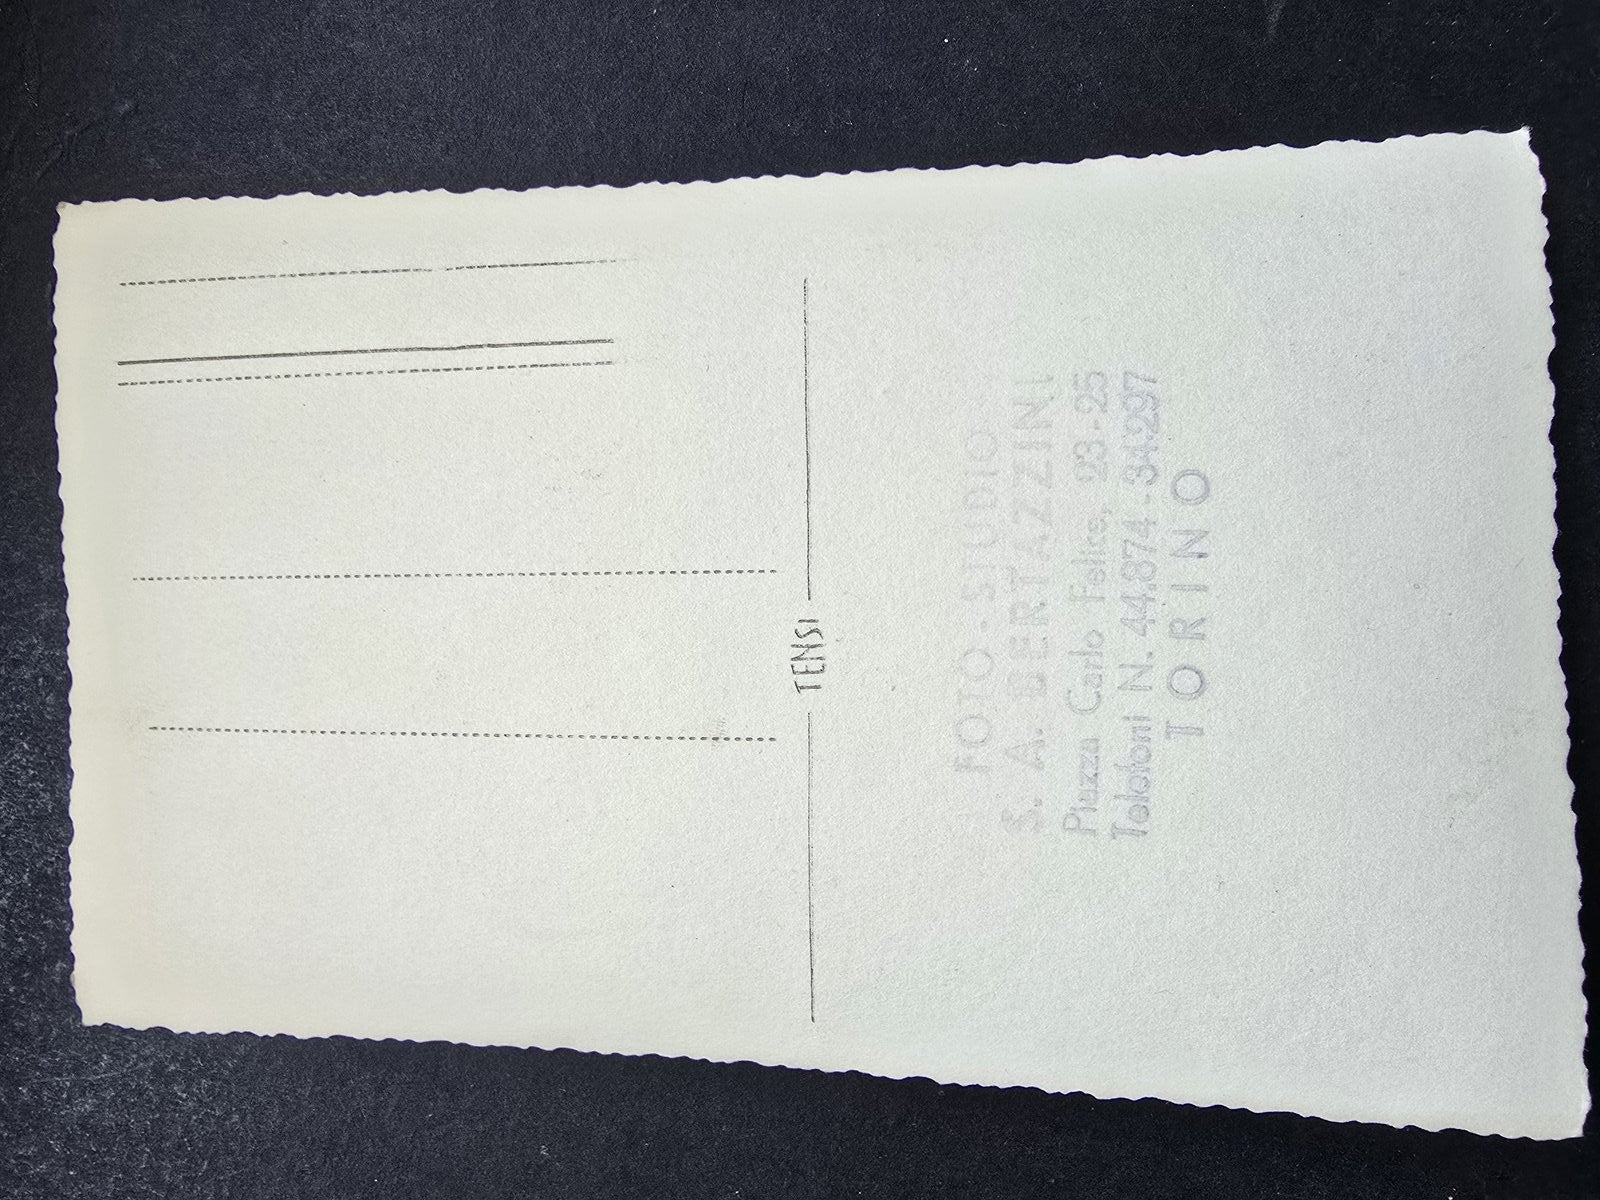 TENSI
FOTO-STUDIO
S. A. BERTAZZINI
Piazza Carlo Felice, 23-25
Telefoni N. 44.874-34.297
TORINO